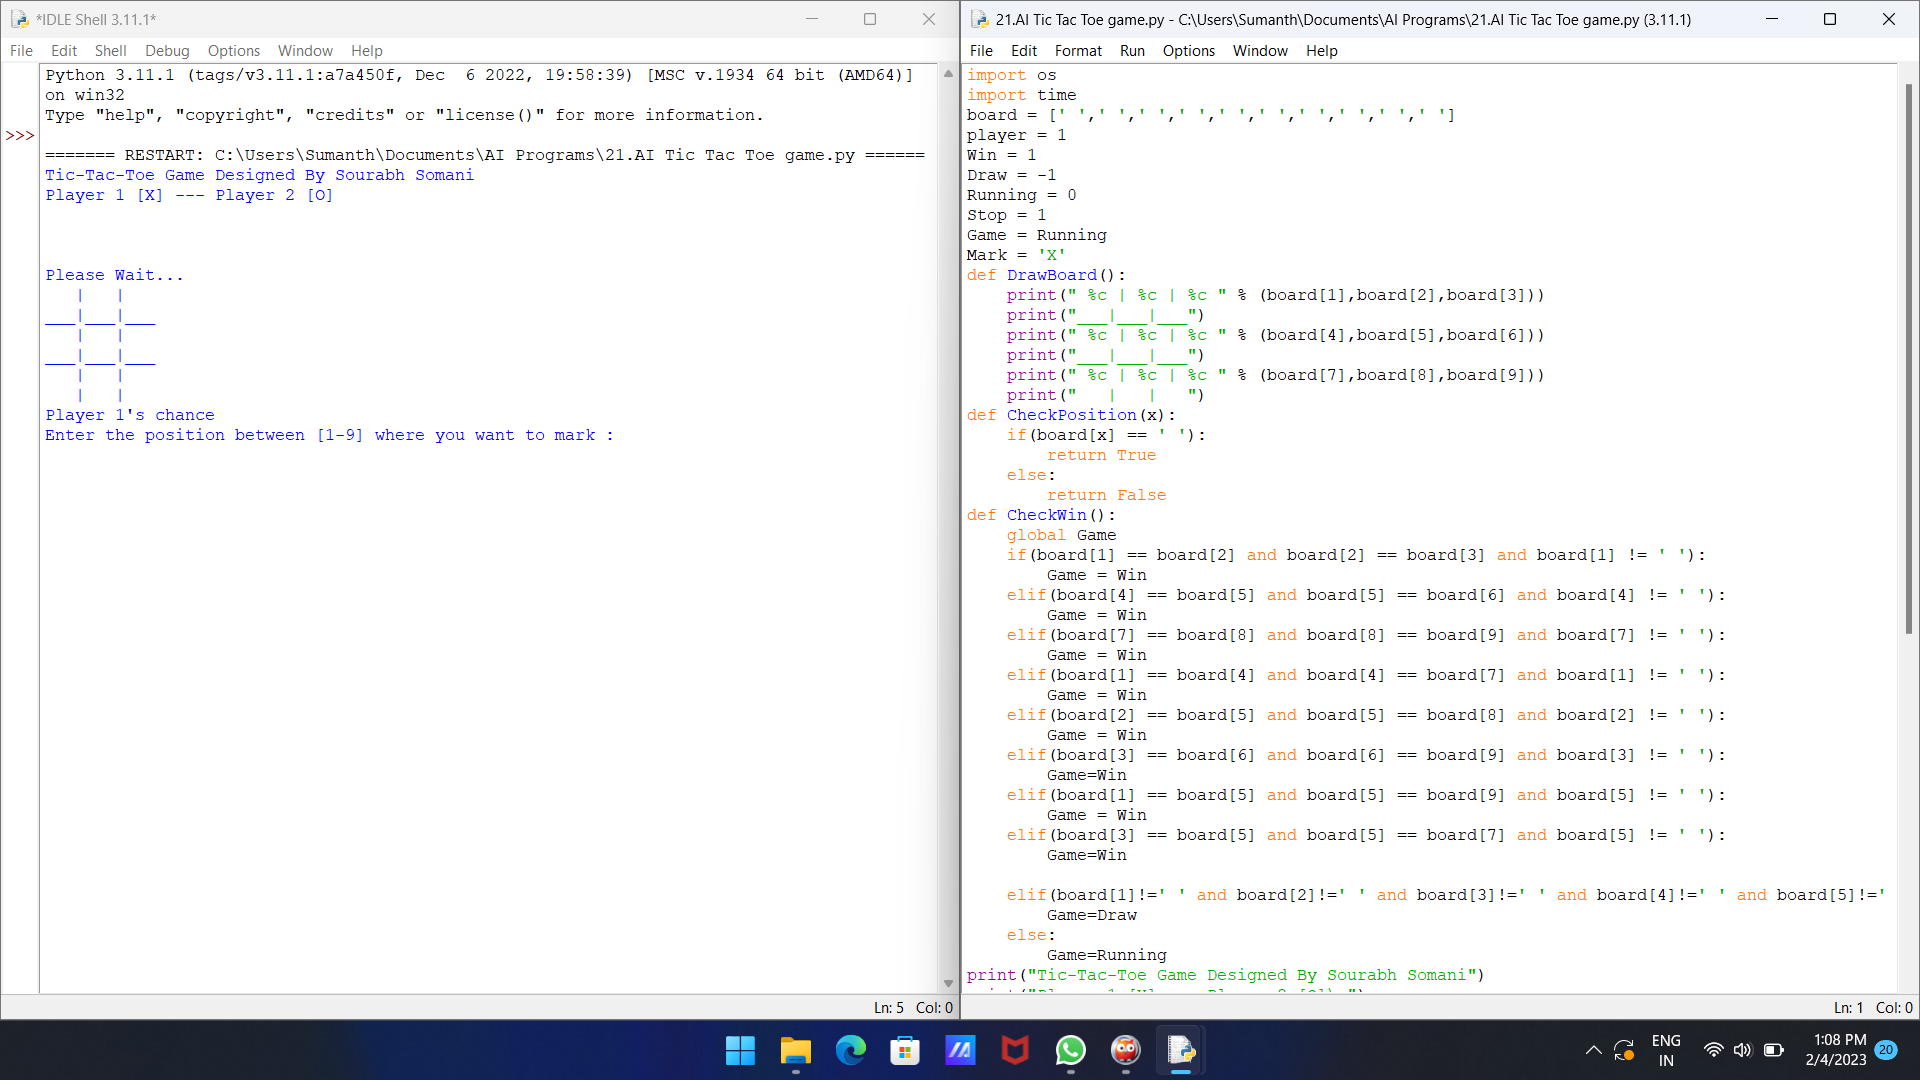 *IDLE Shell 3.11.1*
File Edit Shell Debug Options Window Help
Python 3.11.1 (tags/v3.11.1:a7a450f, Dec  6 2022, 19:58:39) [MSC v.1934 64 bit (AMD64)]
on win32
Type "help", "copyright", "credits" or "license()" for more information.
>>>
======= RESTART: C:\Users\Sumanth\Documents\AI Programs\21.AI Tic Tac Toe game.py ======
Tic-Tac-Toe Game Designed By Sourabh Somani
Player 1 [X] --- Player 2 [O]
Please Wait...
   |   |
___|___|___
   |   |
___|___|___
   |   |
   |   |
Player 1's chance
Enter the position between [1-9] where you want to mark :
Ln: 5 Col: 0
21.AI Tic Tac Toe game.py - C:\Users\Sumanth\Documents\AI Programs\21.AI Tic Tac Toe game.py (3.11.1)
File Edit Format Run Options Window Help
import os
import time
board = [' ',' ',' ',' ',' ',' ',' ',' ',' ',' ']
player = 1
Win = 1
Draw = -1
Running = 0
Stop = 1
Game = Running
Mark = 'X'
def DrawBoard():
    print(" %c | %c | %c " % (board[1],board[2],board[3]))
    print("___|___|___")
    print(" %c | %c | %c " % (board[4],board[5],board[6]))
    print("___|___|___")
    print(" %c | %c | %c " % (board[7],board[8],board[9]))
    print("   |   |   ")
def CheckPosition(x):
    if(board[x] == ' '):
        return True
    else:
        return False
def CheckWin():
    global Game
    if(board[1] == board[2] and board[2] == board[3] and board[1] != ' '):
        Game = Win
    elif(board[4] == board[5] and board[5] == board[6] and board[4] != ' '):
        Game = Win
    elif(board[7] == board[8] and board[8] == board[9] and board[7] != ' '):
        Game = Win
    elif(board[1] == board[4] and board[4] == board[7] and board[1] != ' '):
        Game = Win
    elif(board[2] == board[5] and board[5] == board[8] and board[2] != ' '):
        Game = Win
    elif(board[3] == board[6] and board[6] == board[9] and board[3] != ' '):
        Game=Win
    elif(board[1] == board[5] and board[5] == board[9] and board[5] != ' '):
        Game = Win
    elif(board[3] == board[5] and board[5] == board[7] and board[5] != ' '):
        Game=Win
    elif(board[1]!=' ' and board[2]!=' ' and board[3]!=' ' and board[4]!=' ' and board[5]!='
        Game=Draw
    else:
        Game=Running
print("Tic-Tac-Toe Game Designed By Sourabh Somani")
Ln: 1 Col: 0
ENG
IN
1:08 PM
2/4/2023
20